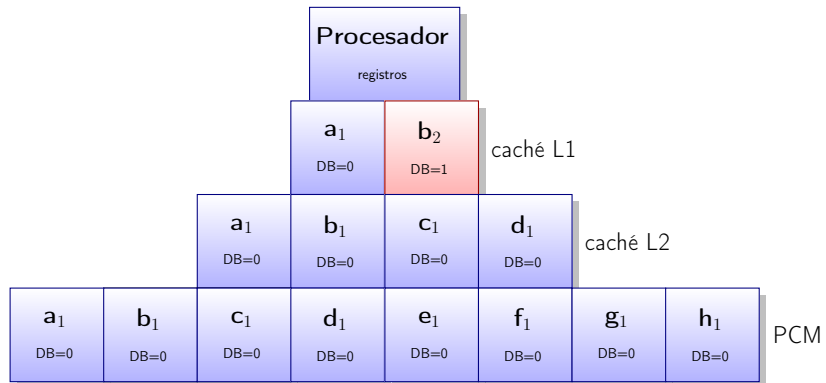 Procesador
registros
a₁ b₂
DB=0 DB=1
caché L1
a₁ b₁ c₁ d₁
DB=0 DB=0 DB=0 DB=0
caché L2
a₁ b₁ c₁ d₁ e₁ f₁ g₁ h₁
DB=0 DB=0 DB=0 DB=0 DB=0 DB=0 DB=0 DB=0
PCM